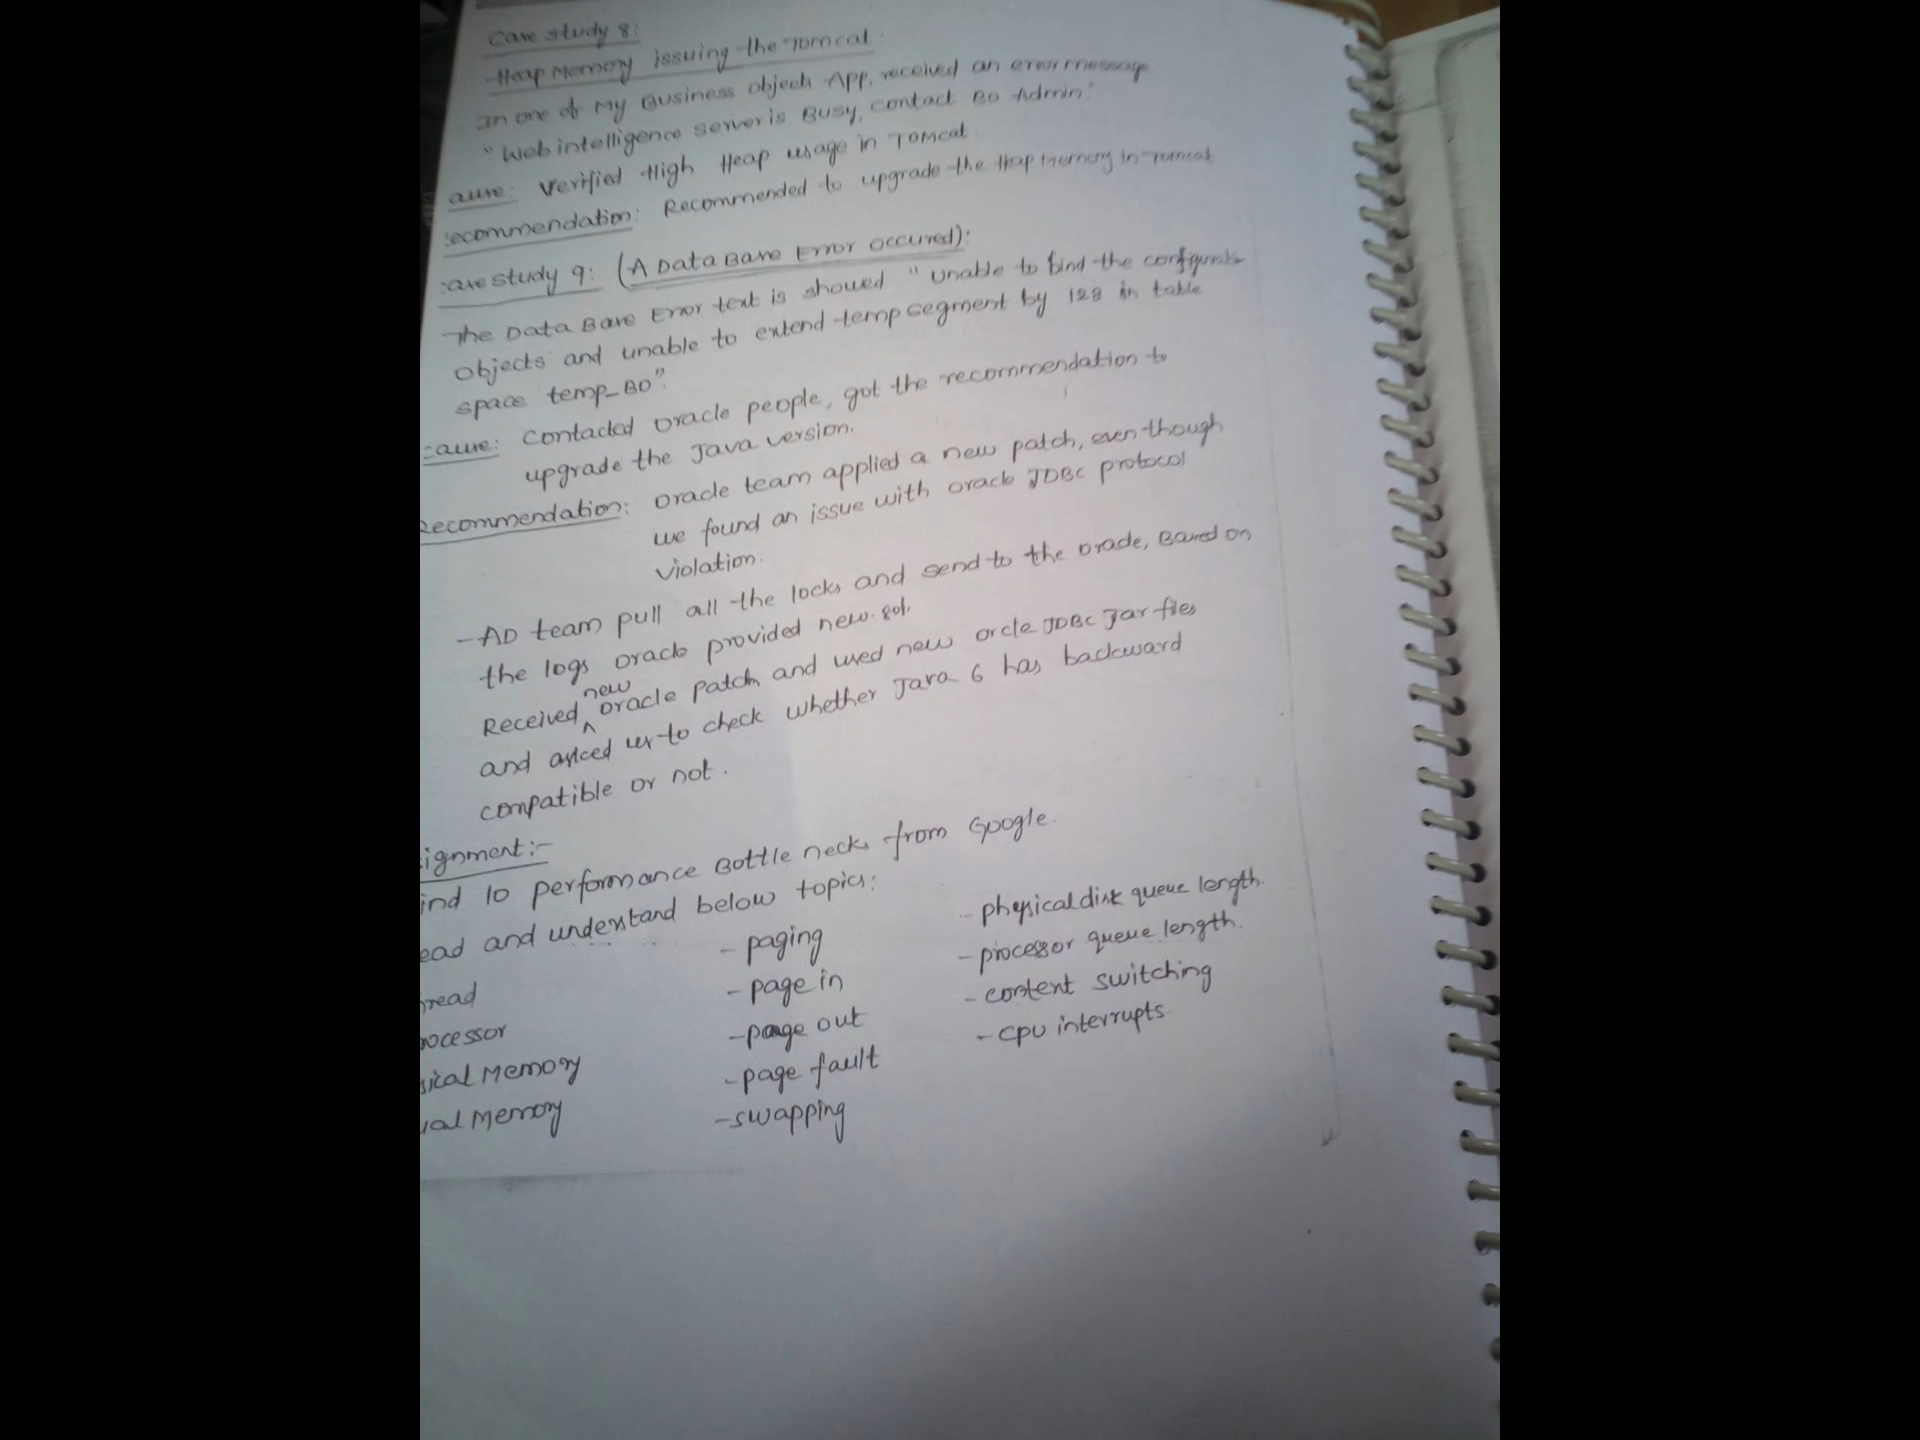 Case study 8:
Heap Memory issuing the Tomcat:
In one of My Business objects App, received an error message
"Web intelligence server is Busy, contact BO Admin."
ause: Verified High Heap usage in Tomcat.
ecommendation: Recommended to upgrade the Heap Memory in Tomcat
ase study 9: (A Data Base Error occured):
The Data Base Error text is showed "unable to find the configurati
objects and unable to extend temp segment by 128 in table
space temp_BO".
cause: Contacted oracle people, got the recommendation to
upgrade the Java version.
Recommendation: oracle team applied a new patch, even though
we found an issue with oracle JDBC protocol
violation.
- AD team pull all the locks and send to the oracle, Based on
the logs oracle provided new sol.
Received new oracle patch and used new orcle JDBC Jar files
and asked us to check whether Java 6 has backward
compatible or not.
ignment:-
ind 10 performance Bottle necks from Google.
ead and understand below topics:
- paging
- physical disk queue length.
read
- page in
- processor queue length.
ocessor
- page out
- content switching
sical Memory
- page fault
- CPU interrupts.
ual Memory
- swapping